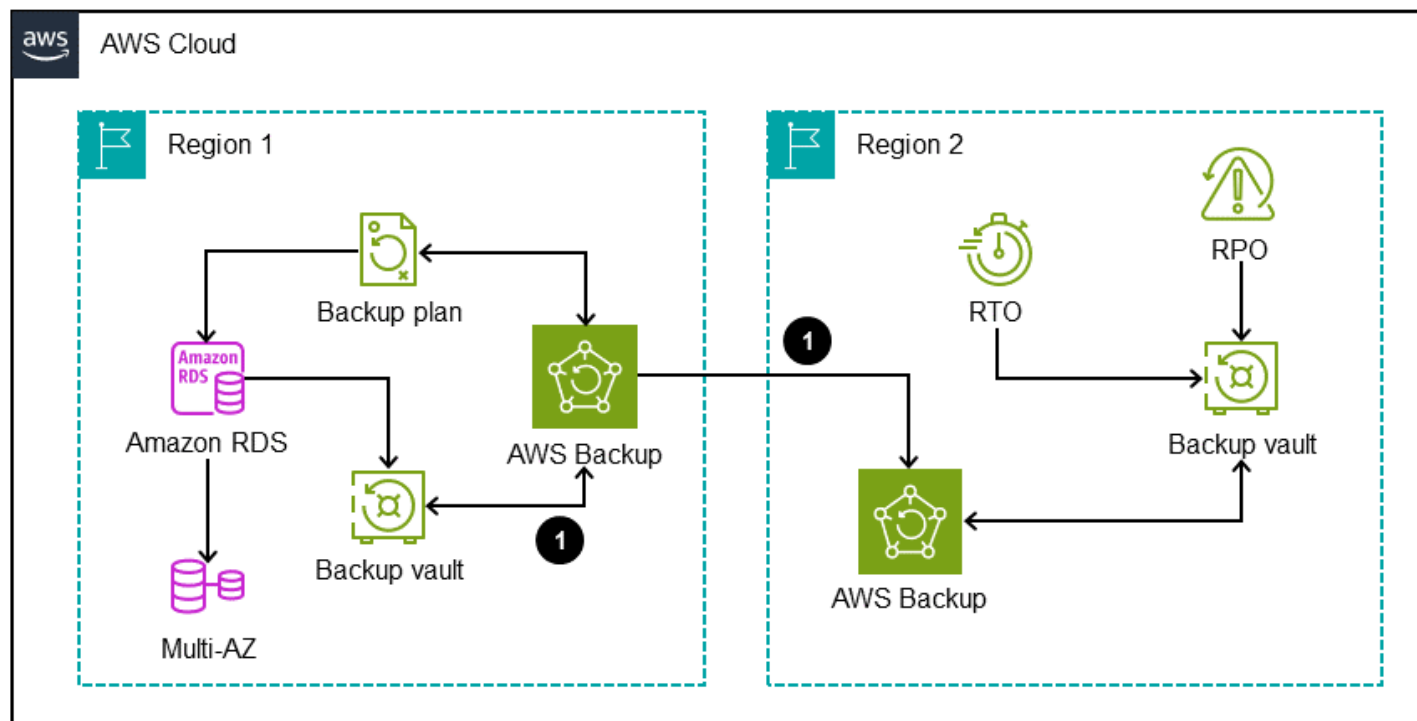 aws
AWS Cloud
Region 1
Region 2
Backup plan
RTO
RPO
1
Amazon
RDS
Amazon RDS
AWS Backup
Backup vault
1
Backup vault
AWS Backup
Multi-AZ